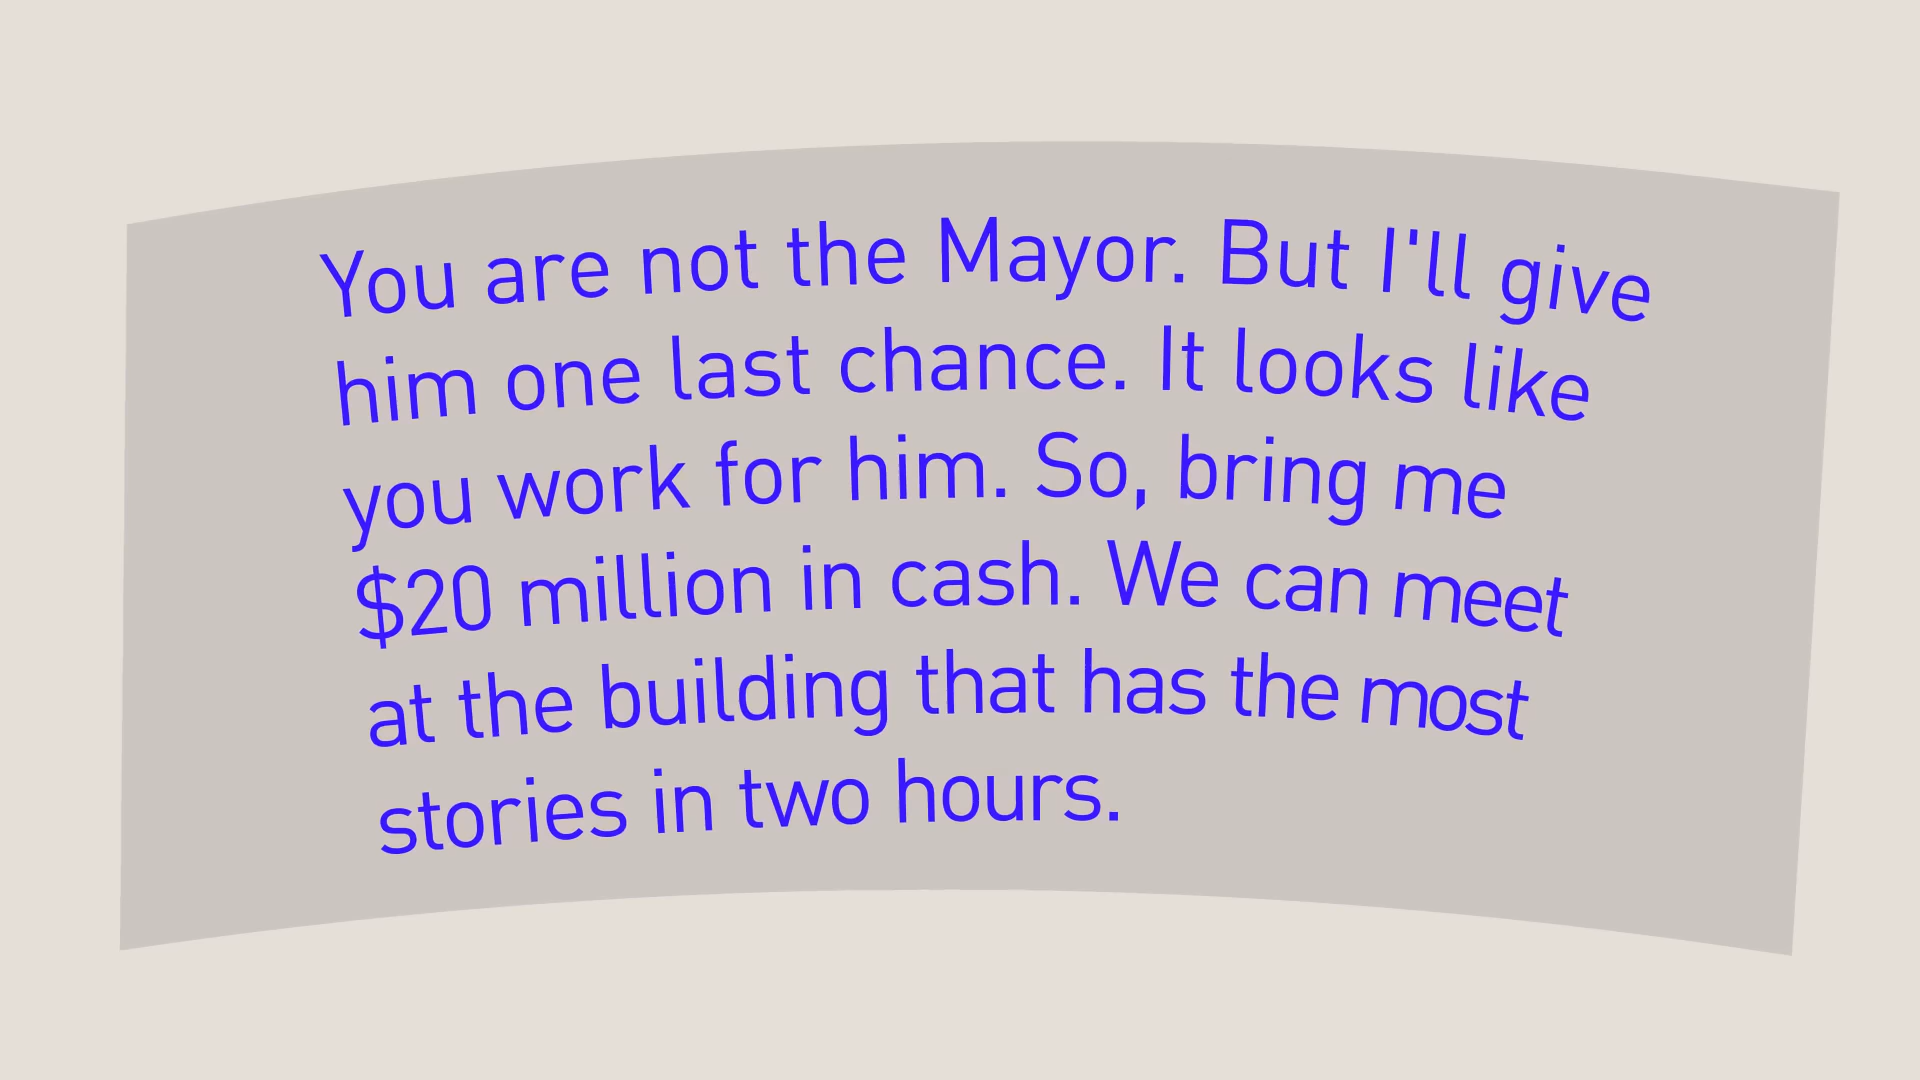 You are not the Mayor. But I'll give
him one last chance. It looks like
you work for him. So, bring me
$20 million in cash. We can meet
at the building that has the most
stories in two hours.